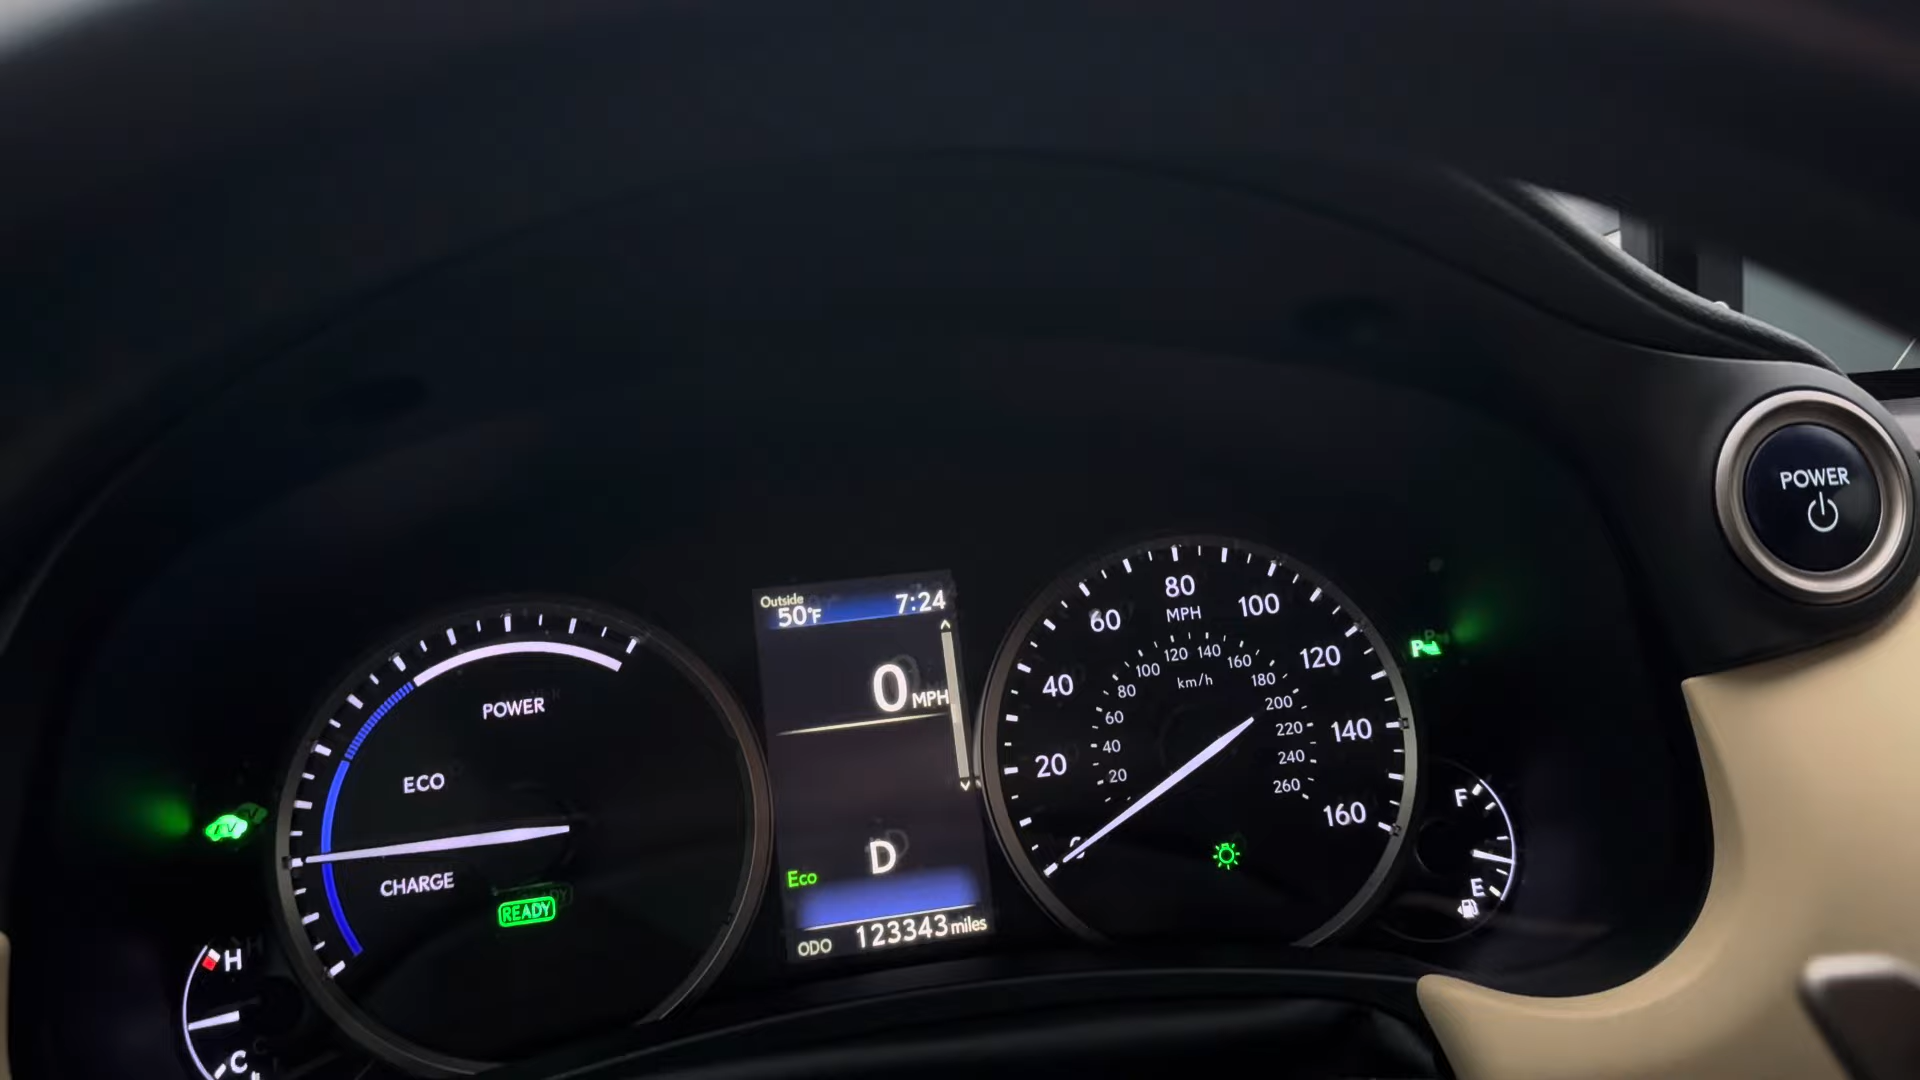 POWER
Outside
50°F
7:24
0 MPH
D
Eco
ODO 123343 miles
POWER
ECO
CHARGE
READY
EV
H
C
20
40
60
80
100
120
140
160
MPH
20
40
60
80
100
120
140
160
180
200
220
240
260
km/h
F
E